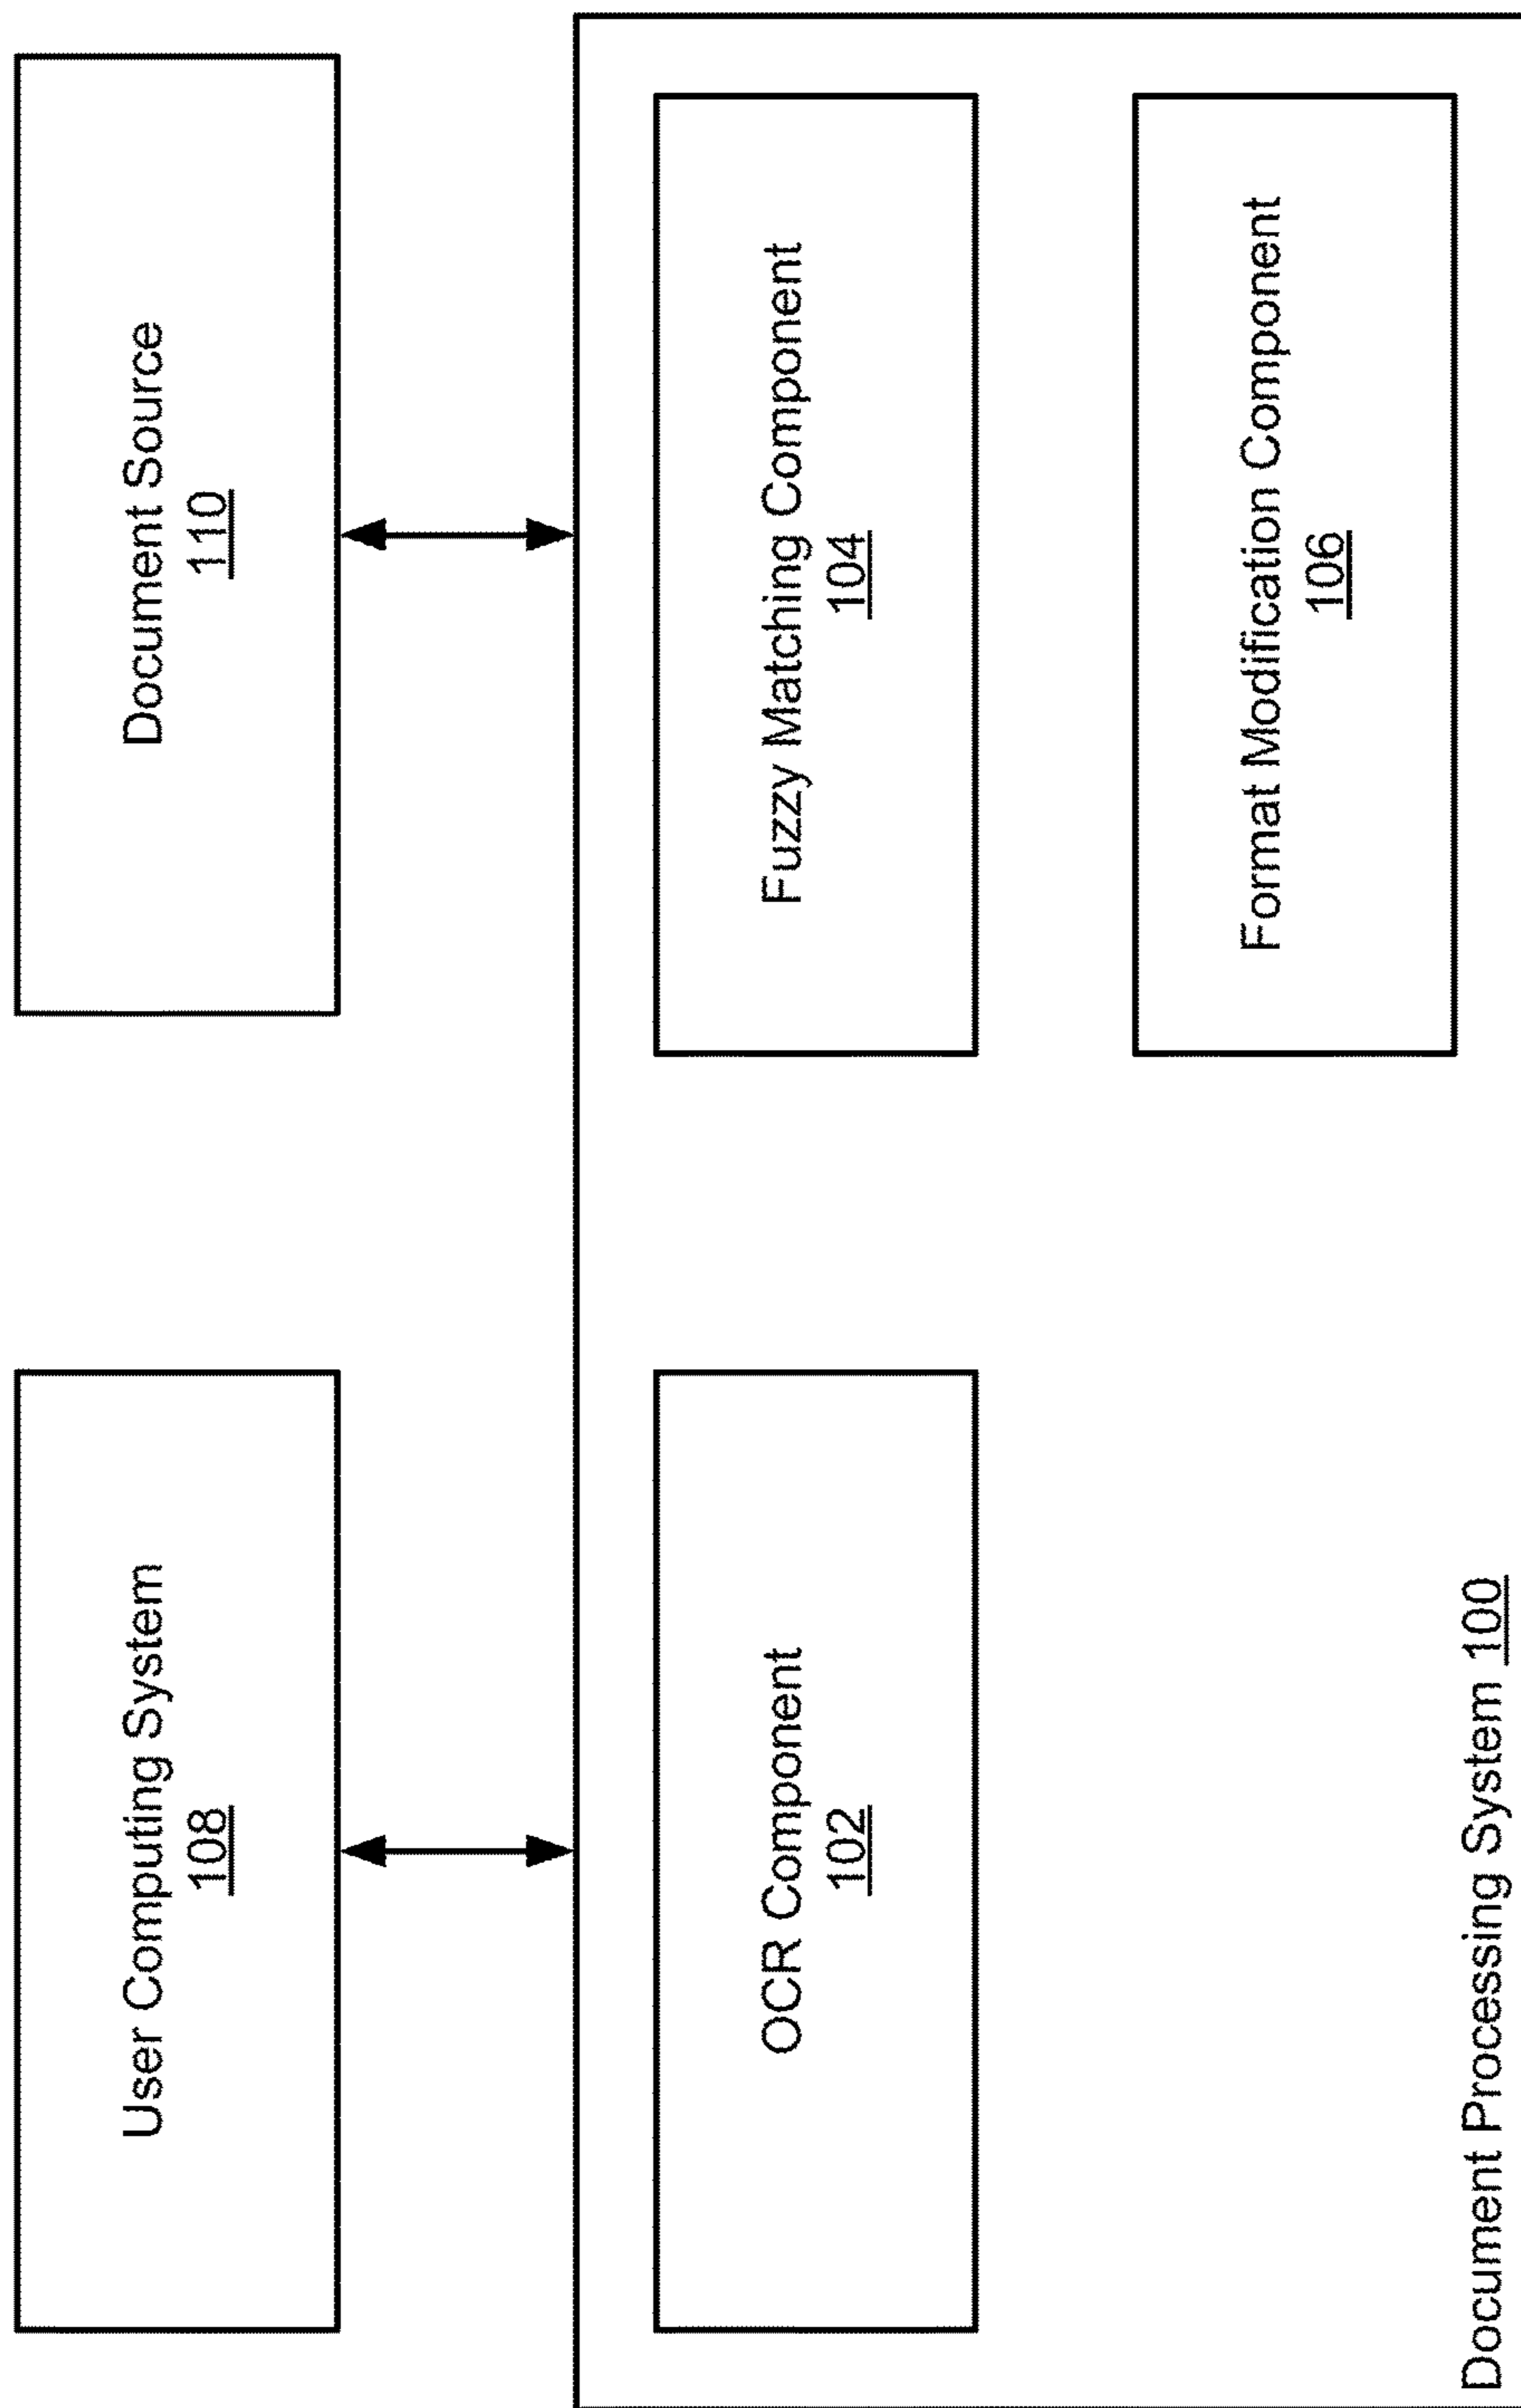 User Computing System
108
Document Source
110
OCR Component
102
Fuzzy Matching Component
104
Format Modification Component
106
Document Processing System 100